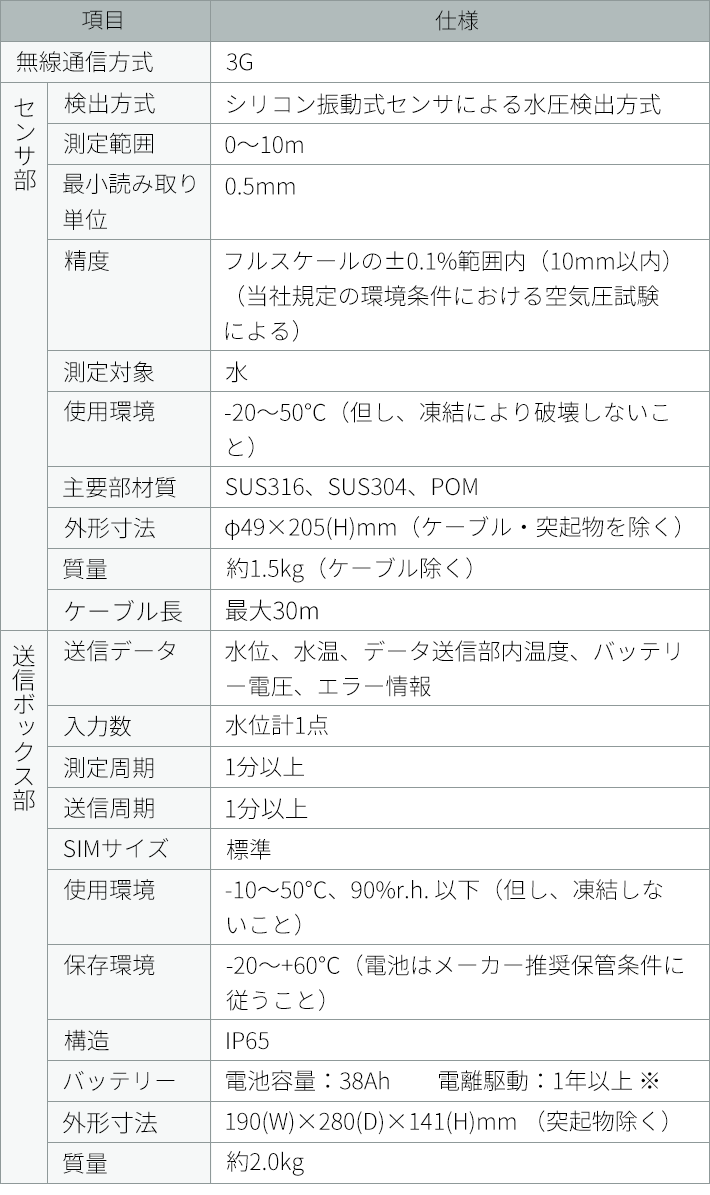 項目 仕様
無線通信方式 3G
センサ部
検出方式 シリコン振動式センサによる水圧検出方式
測定範囲 0～10m
最小読み取り 0.5mm
単位
精度 フルスケールの±0.1%範囲内（10mm以内）
（当社規定の環境条件における空気圧試験
による）
測定対象 水
使用環境 -20～50℃（但し、凍結により破壊しないこ
と）
主要部材質 SUS316、SUS304、POM
外形寸法 φ49×205(H)mm（ケーブル・突起物を除く）
質量 約1.5kg（ケーブル除く）
ケーブル長 最大30m
送信ボックス部
送信データ 水位、水温、データ送信部内温度、バッテリ
ー電圧、エラー情報
入力数 水位計1点
測定周期 1分以上
送信周期 1分以上
SIMサイズ 標準
使用環境 -10～50℃、90%r.h. 以下（但し、凍結しな
いこと）
保存環境 -20～+60℃（電池はメーカー推奨保管条件に
従うこと）
構造 IP65
バッテリー 電池容量：38Ah 電離駆動：1年以上 ※
外形寸法 190(W)×280(D)×141(H)mm （突起物除く）
質量 約2.0kg